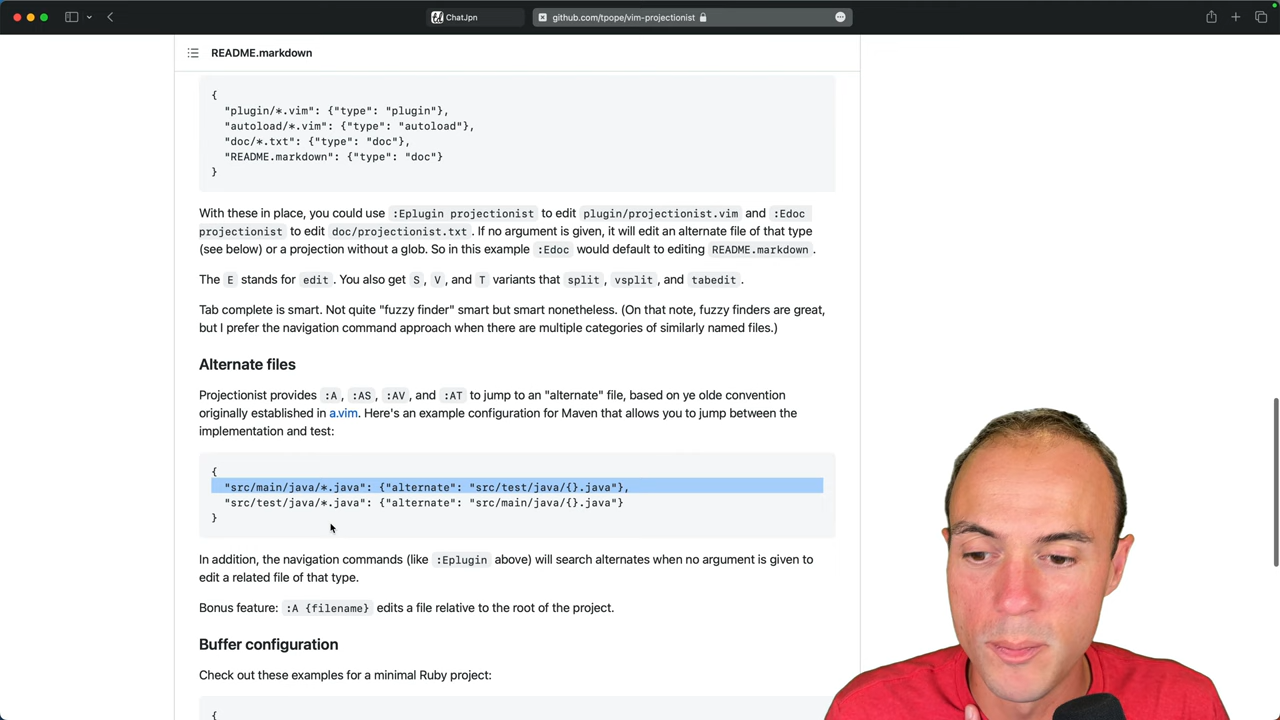 ChatJpn
github.com/tpope/vim-projectionist
README.markdown
{
  "plugin/*.vim": {"type": "plugin"},
  "autoload/*.vim": {"type": "autoload"},
  "doc/*.txt": {"type": "doc"},
  "README.markdown": {"type": "doc"}
}
With these in place, you could use :Eplugin projectionist to edit plugin/projectionist.vim and :Edoc
projectionist to edit doc/projectionist.txt. If no argument is given, it will edit an alternate file of that type
(see below) or a projection without a glob. So in this example :Edoc would default to editing README.markdown.
The E stands for edit. You also get S, V, and T variants that split, vsplit, and tabedit.
Tab complete is smart. Not quite "fuzzy finder" smart but smart nonetheless. (On that note, fuzzy finders are great,
but I prefer the navigation command approach when there are multiple categories of similarly named files.)
Alternate files
Projectionist provides :A, :AS, :AV, and :AT to jump to an "alternate" file, based on ye olde convention
originally established in a.vim. Here's an example configuration for Maven that allows you to jump between the
implementation and test:
{
  "src/main/java/*.java": {"alternate": "src/test/java/{}.java"},
  "src/test/java/*.java": {"alternate": "src/main/java/{}.java"}
}
In addition, the navigation commands (like :Eplugin above) will search alternates when no argument is given to
edit a related file of that type.
Bonus feature: :A {filename} edits a file relative to the root of the project.
Buffer configuration
Check out these examples for a minimal Ruby project:
{